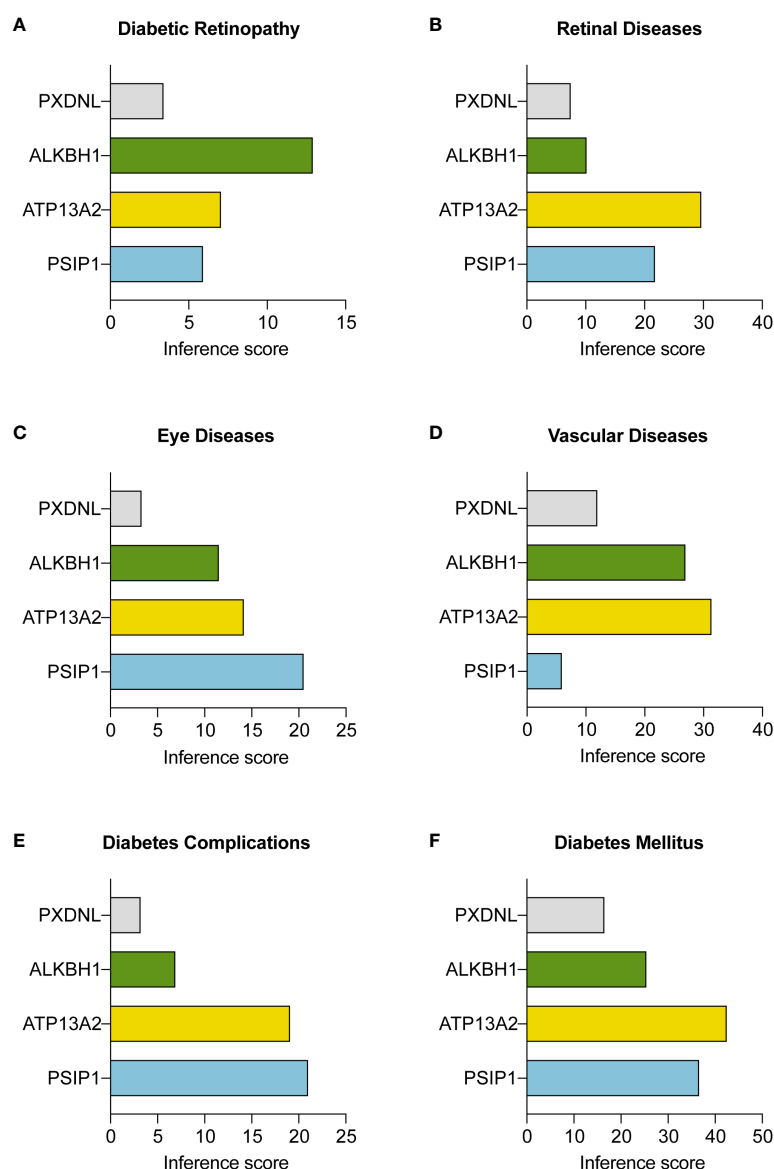 A
Diabetic Retinopathy
PXDNL
ALKBH1
ATP13A2
PSIP1
0 5 10 15
Inference score
B
Retinal Diseases
PXDNL
ALKBH1
ATP13A2
PSIP1
0 10 20 30 40
Inference score
C
Eye Diseases
PXDNL
ALKBH1
ATP13A2
PSIP1
0 5 10 15 20 25
Inference score
D
Vascular Diseases
PXDNL
ALKBH1
ATP13A2
PSIP1
0 10 20 30 40
Inference score
E
Diabetes Complications
PXDNL
ALKBH1
ATP13A2
PSIP1
0 5 10 15 20 25
Inference score
F
Diabetes Mellitus
PXDNL
ALKBH1
ATP13A2
PSIP1
0 10 20 30 40 50
Inference score